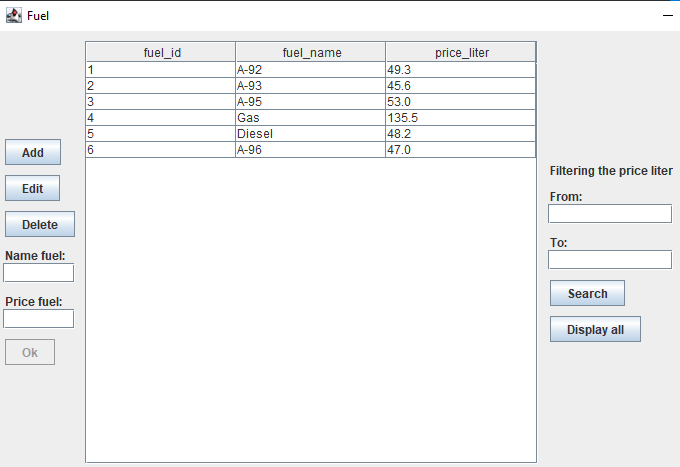 Fuel
fuel_id fuel_name price_liter
1 A-92 49.3
2 A-93 45.6
3 A-95 53.0
4 Gas 135.5
5 Diesel 48.2
6 A-96 47.0
Add
Edit
Delete
Name fuel:
Price fuel:
Ok
Filtering the price liter
From:
To:
Search
Display all